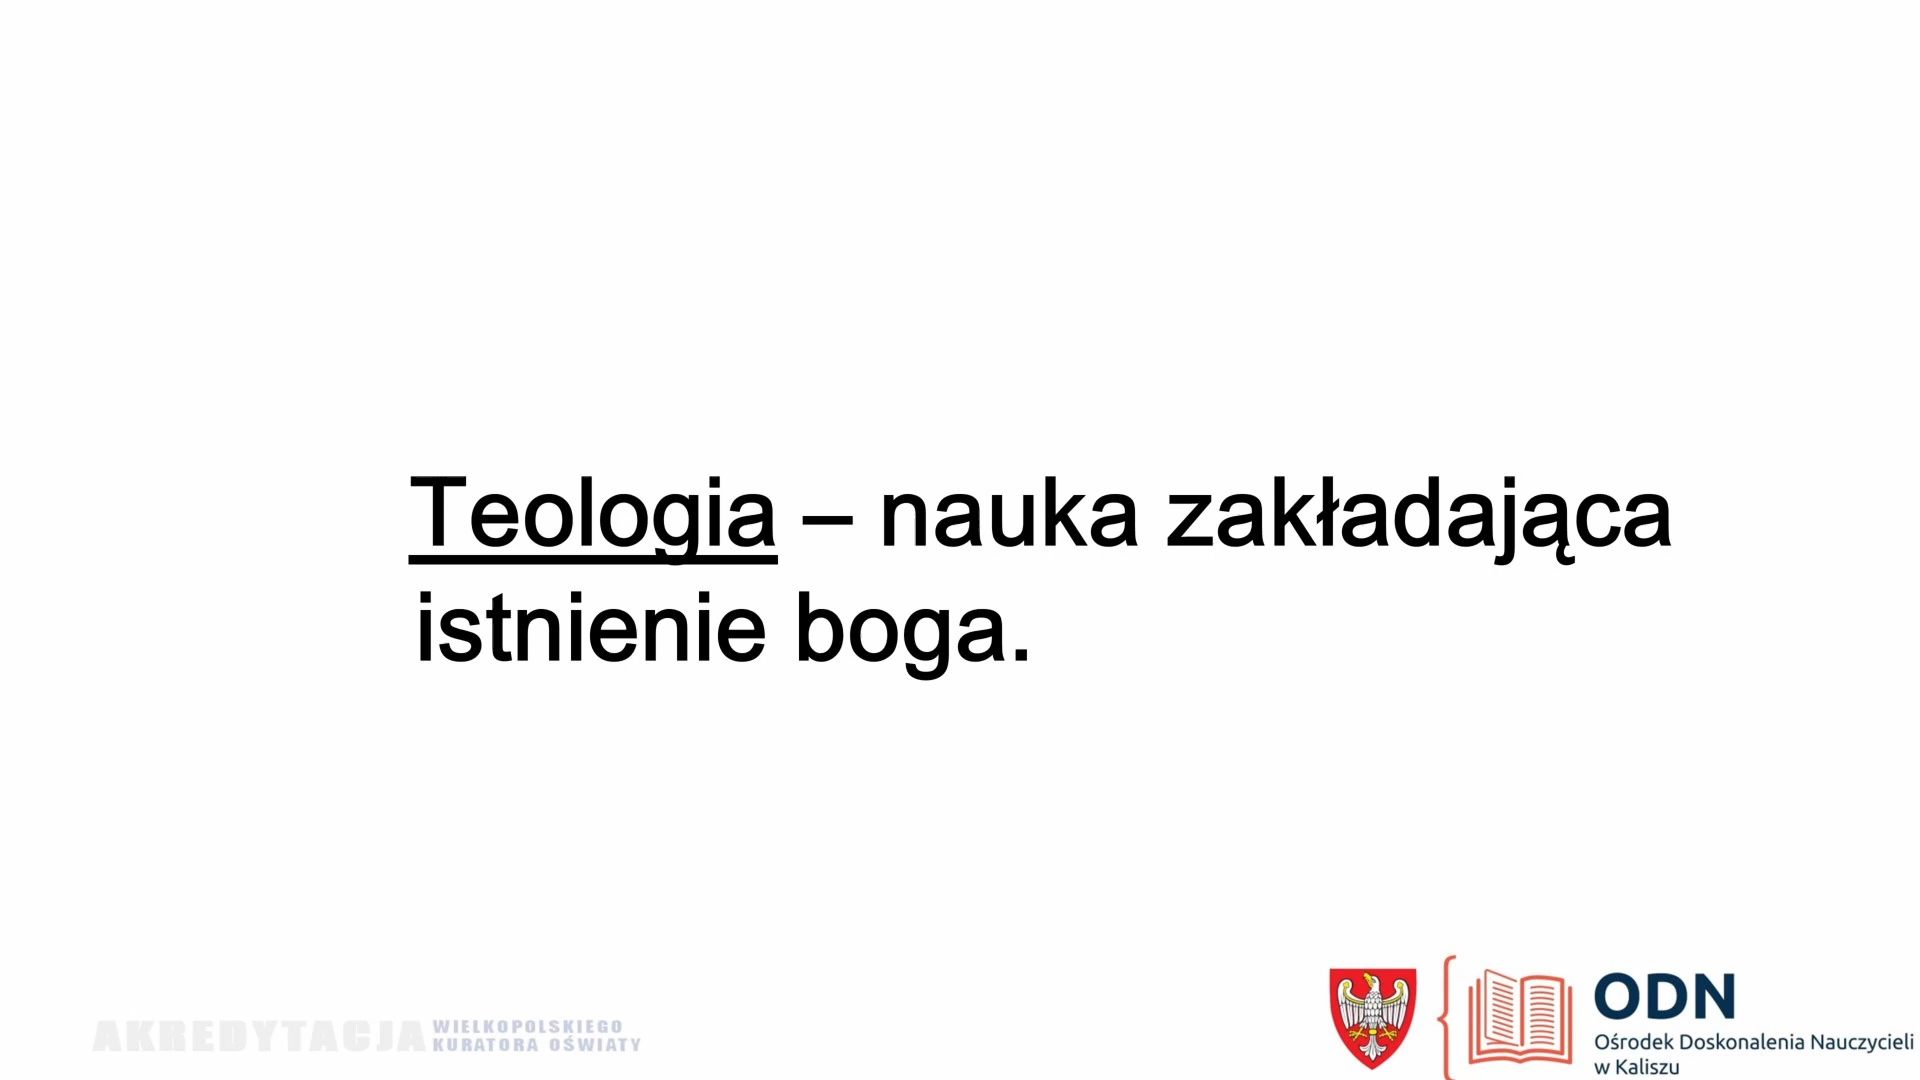 Teologia – nauka zakładająca
istnienie boga.
AKREDYTACJA WIELKOPOLSKIEGO
KURATORA OŚWIATY
ODN
Ośrodek Doskonalenia Nauczycieli
w Kaliszu